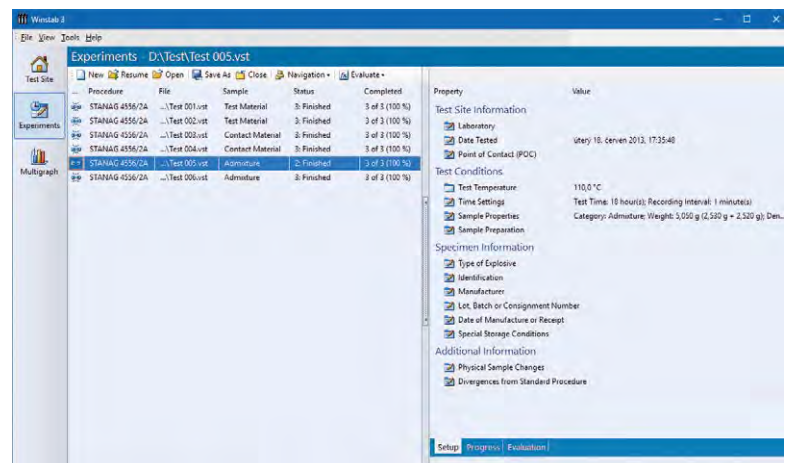 Winstab 3
File View Tools Help
Experiments - D:\Test\Test 005.vst
Test Site
Experiments
Multigraph
New Resume Open Save As Close Navigation Evaluate
... Procedure File Sample Status Completed
STANAG 4556/2A ...\Test 001.vst Test Material 3: Finished 3 of 3 (100 %)
STANAG 4556/2A ...\Test 002.vst Test Material 3: Finished 3 of 3 (100 %)
STANAG 4556/2A ...\Test 003.vst Contact Material 3: Finished 3 of 3 (100 %)
STANAG 4556/2A ...\Test 004.vst Contact Material 3: Finished 3 of 3 (100 %)
STANAG 4556/2A ...\Test 005.vst Admixture 2: Finished 3 of 3 (100 %)
STANAG 4556/2A ...\Test 006.vst Admixture 3: Finished 3 of 3 (100 %)
Property Value
Test Site Information
Laboratory
Date Tested úterý 18. červen 2013, 17:35:48
Point of Contact (POC)
Test Conditions
Test Temperature 110,0 °C
Time Settings Test Time: 18 hour(s); Recording Interval: 1 minute(s)
Sample Properties Category: Admixture; Weight: 5,050 g (2,530 g + 2,520 g); Den...
Sample Preparation
Specimen Information
Type of Explosive
Identification
Manufacturer
Lot, Batch or Consignment Number
Date of Manufacture or Receipt
Special Storage Conditions
Additional Information
Physical Sample Changes
Divergences from Standard Procedure
Setup Progress Evaluation